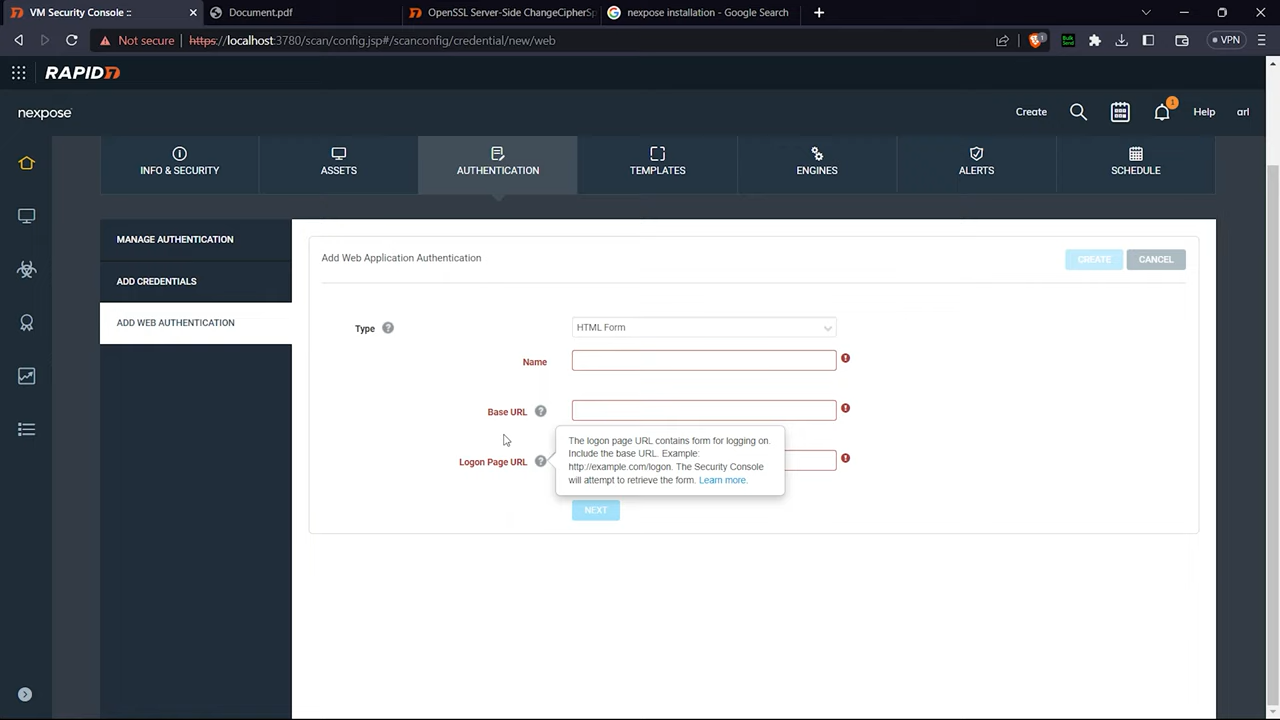 VM Security Console ::
Document.pdf
OpenSSL Server-Side ChangeCipherSp
nexpose installation - Google Search
Not secure
https://localhost:3780/scan/config.jsp#/scanconfig/credential/new/web
1
Bulk Send
VPN
RAPID7
nexpose
Create
1
Help
arl
INFO & SECURITY
ASSETS
AUTHENTICATION
TEMPLATES
ENGINES
ALERTS
SCHEDULE
MANAGE AUTHENTICATION
ADD CREDENTIALS
ADD WEB AUTHENTICATION
Add Web Application Authentication
CREATE
CANCEL
Type
HTML Form
Name
Base URL
Logon Page URL
The logon page URL contains form for logging on.
Include the base URL. Example:
http://example.com/logon. The Security Console
will attempt to retrieve the form. Learn more.
NEXT